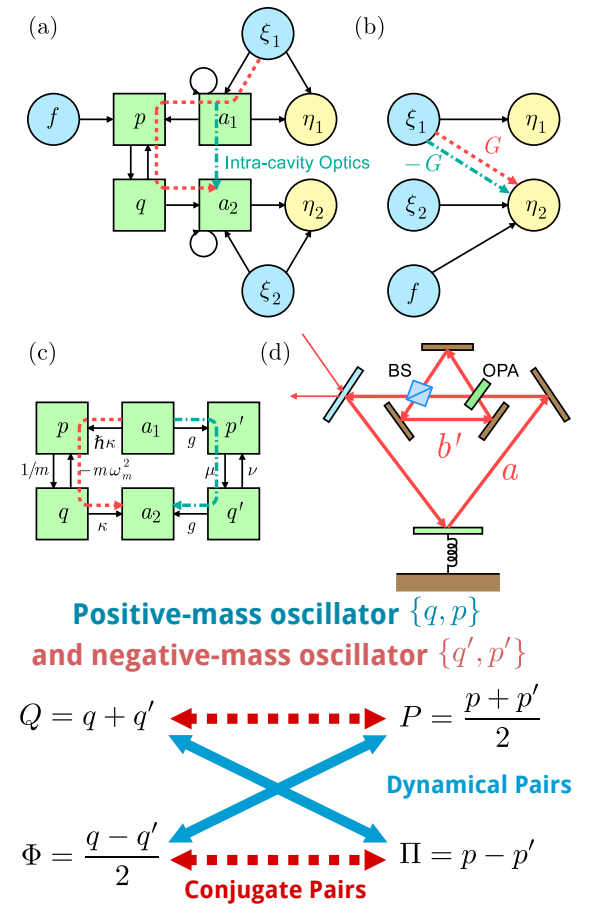 (a)
ξ₁
f
p
a₁
η₁
Intra-cavity Optics
q
a₂
η₂
ξ₂
(b)
ξ₁
η₁
G
−G
ξ₂
η₂
f
(c)
p
a₁
p′
ħκ
g
1/m
−mω²ₘ
μ
ν
q
a₂
q′
κ
g
(d)
BS
OPA
b′
a
Positive-mass oscillator {q, p}
and negative-mass oscillator {q′, p′}
Q = q + q′
P = (p + p′)/2
Dynamical Pairs
Φ = (q − q′)/2
Π = p − p′
Conjugate Pairs